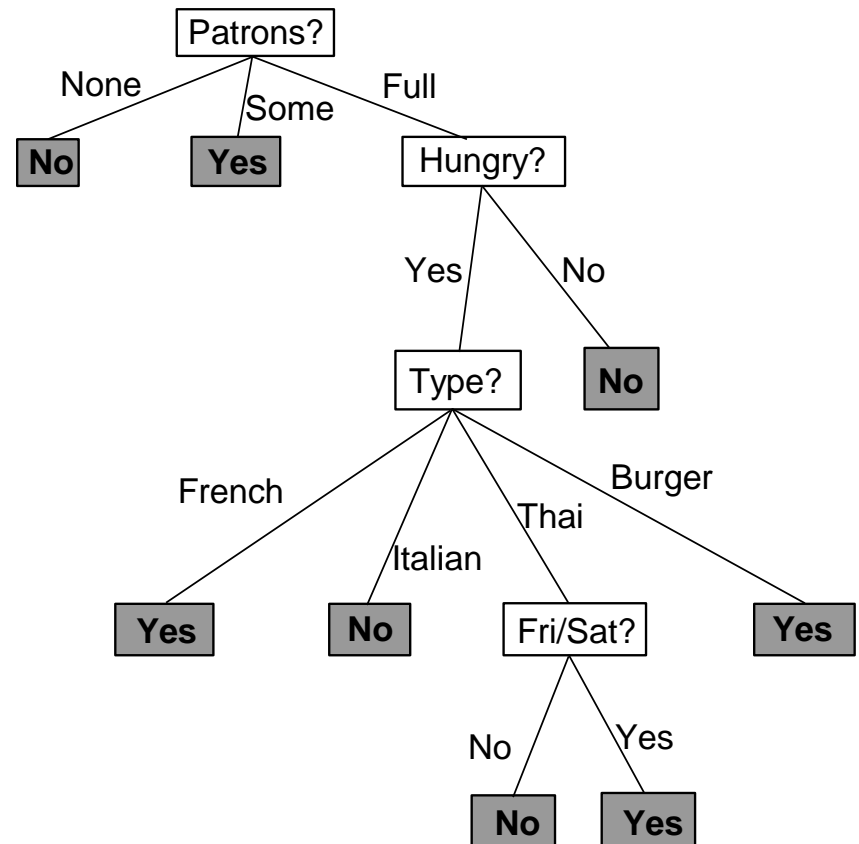 Patrons?
None Some Full
No Yes Hungry?
Yes No
Type? No
French Italian Thai Burger
Yes No Fri/Sat? Yes
No Yes
No Yes